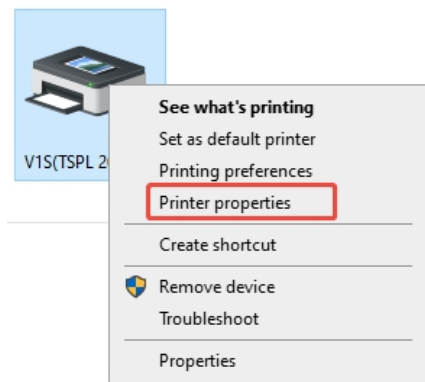 See what's printing
Set as default printer
Printing preferences
V1S(TSPL 2
Printer properties
Create shortcut
Remove device
Troubleshoot
Properties